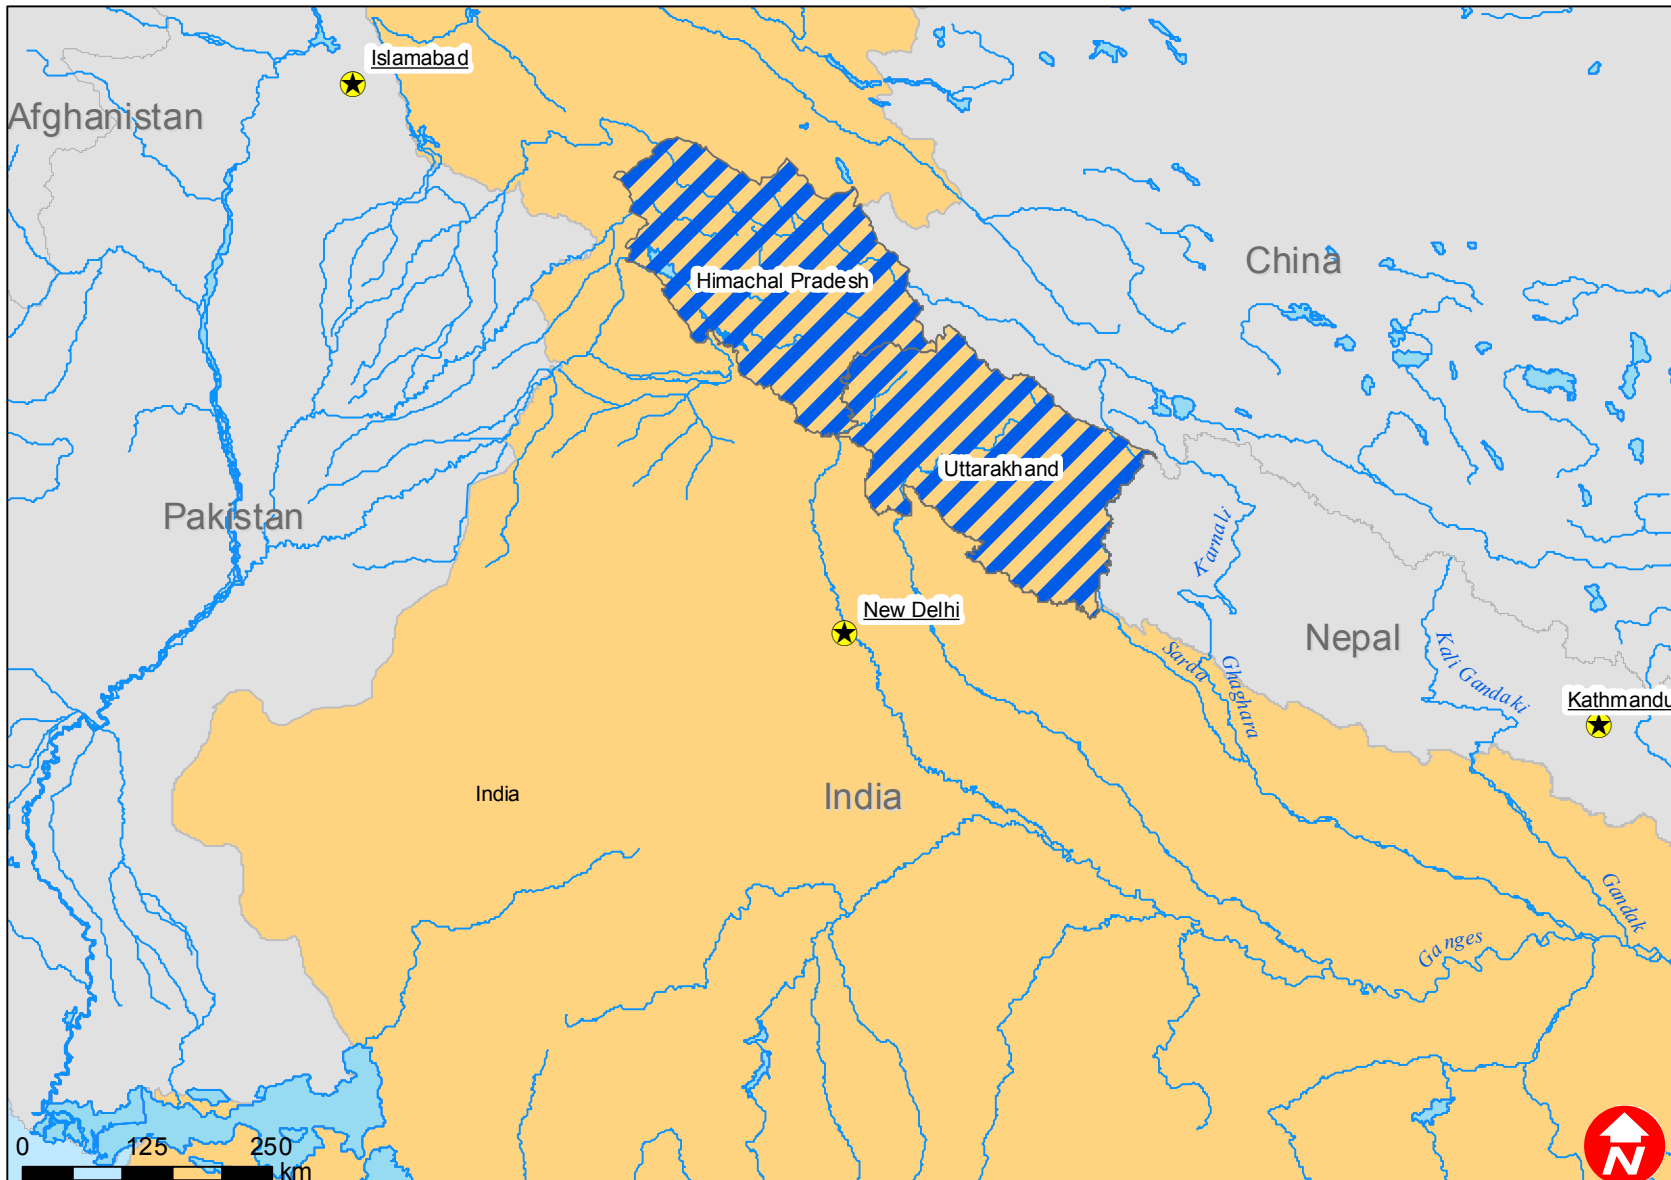 Islamabad
Afghanistan
China
Himachal Pradesh
Uttarakhand
Pakistan
Karnali
New Delhi
Nepal
Sarda
Ghaghara
Kali Gandaki
Kathmandu
India
India
Gandak
Ganges
0 125 250
km
N